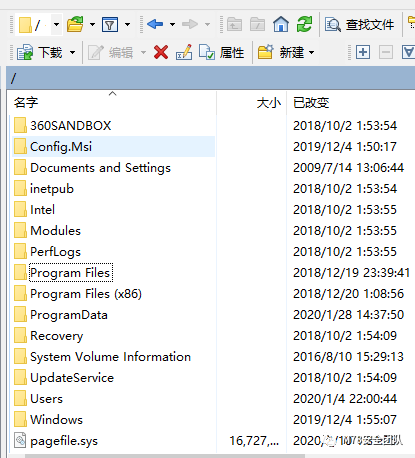 / 查找文件
下载 编辑 属性 新建
/
名字 大小 已改变
360SANDBOX 2018/10/2 1:53:54
Config.Msi 2019/12/4 1:50:17
Documents and Settings 2009/7/14 13:06:44
inetpub 2018/10/2 1:53:54
Intel 2018/10/2 1:53:55
Modules 2018/10/2 1:53:55
PerfLogs 2018/10/2 1:53:55
Program Files 2018/12/19 23:39:41
Program Files (x86) 2018/12/20 1:08:56
ProgramData 2020/1/28 14:37:50
Recovery 2018/10/2 1:54:09
System Volume Information 2016/8/10 15:29:13
UpdateService 2018/10/2 1:54:09
Users 2020/1/4 22:00:44
Windows 2019/12/4 1:55:07
pagefile.sys 16,727,... 2020/
安全团队